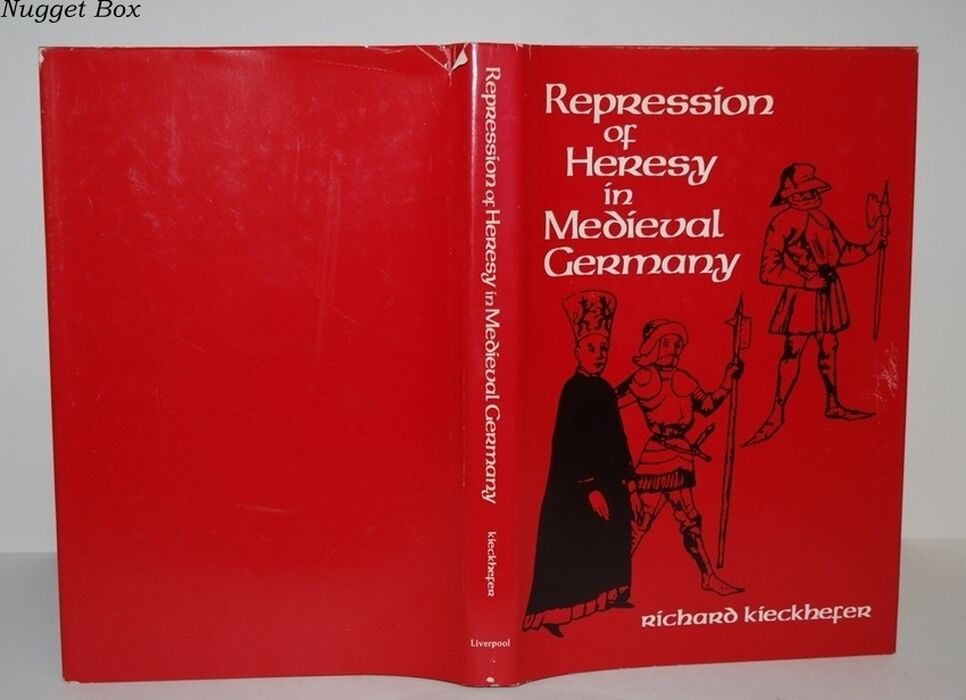 Nugget Box
Repression of Heresy in Medieval Germany
kieckhefer
Liverpool
Repression
of
Heresy
in
Medieval
Germany
richard kieckhefer